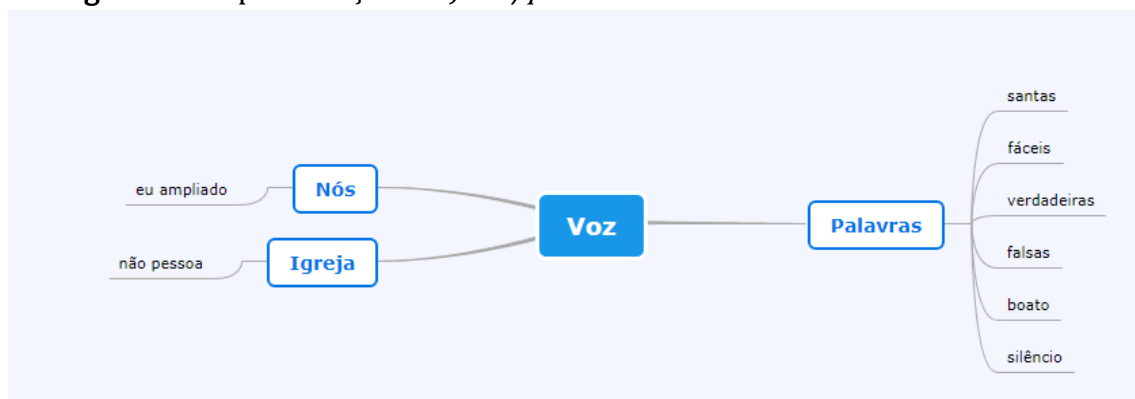 Voz
Nós
eu ampliado
Igreja
não pessoa
Palavras
santas
fáceis
verdadeiras
falsas
boato
silêncio